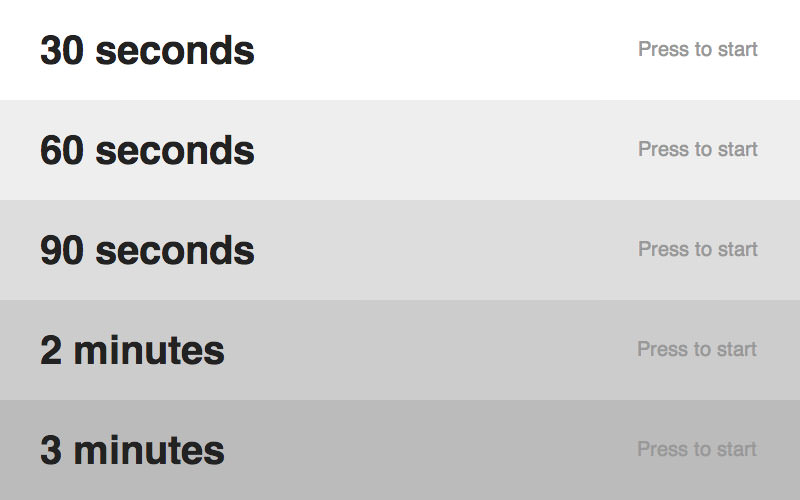 30 seconds Press to start
60 seconds Press to start
90 seconds Press to start
2 minutes Press to start
3 minutes Press to start